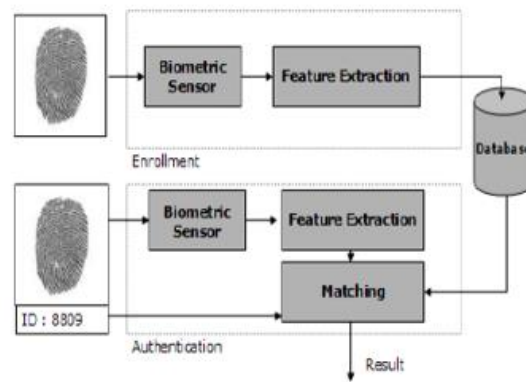 Biometric
Sensor
Feature Extraction
Database
Enrollment
Biometric
Sensor
Feature Extraction
Matching
ID : 8809
Authentication
Result